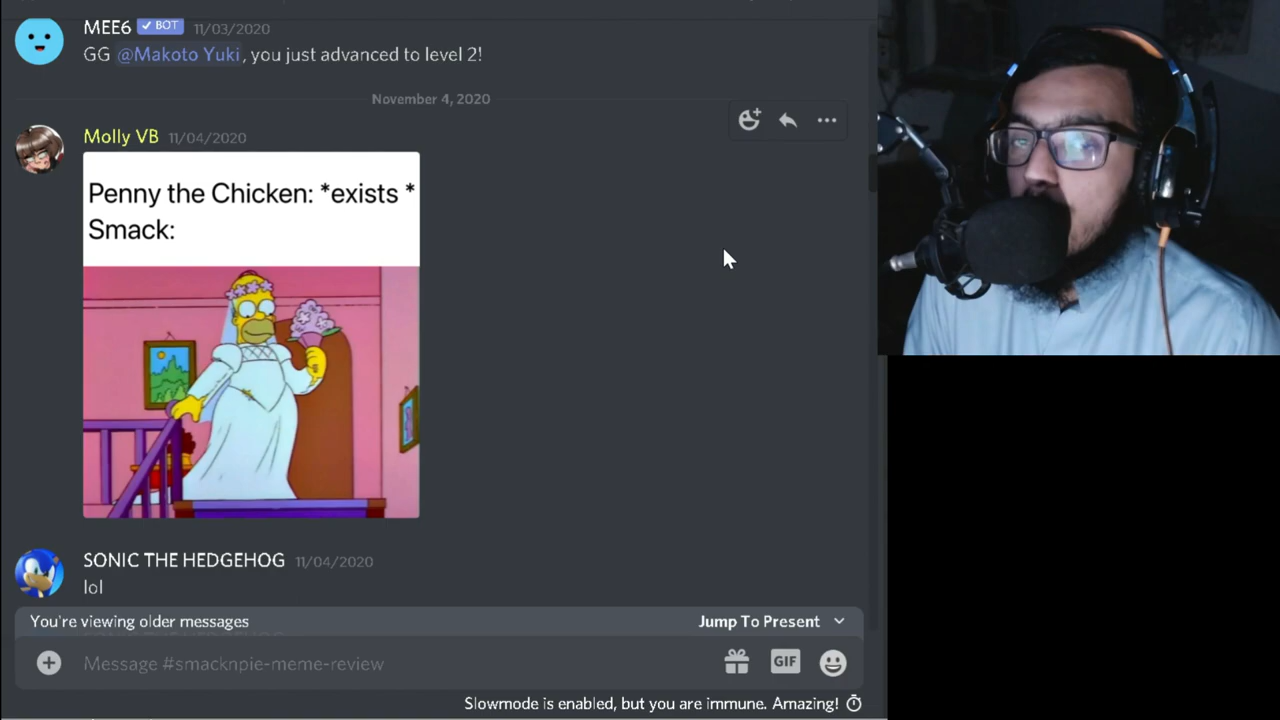 MEE6 ✓ BOT 11/03/2020
GG @Makoto Yuki, you just advanced to level 2!
November 4, 2020
Molly VB 11/04/2020
Penny the Chicken: *exists *
Smack:
SONIC THE HEDGEHOG 11/04/2020
lol
You're viewing older messages Jump To Present
Message #smacknpie-meme-review GIF
Slowmode is enabled, but you are immune. Amazing!